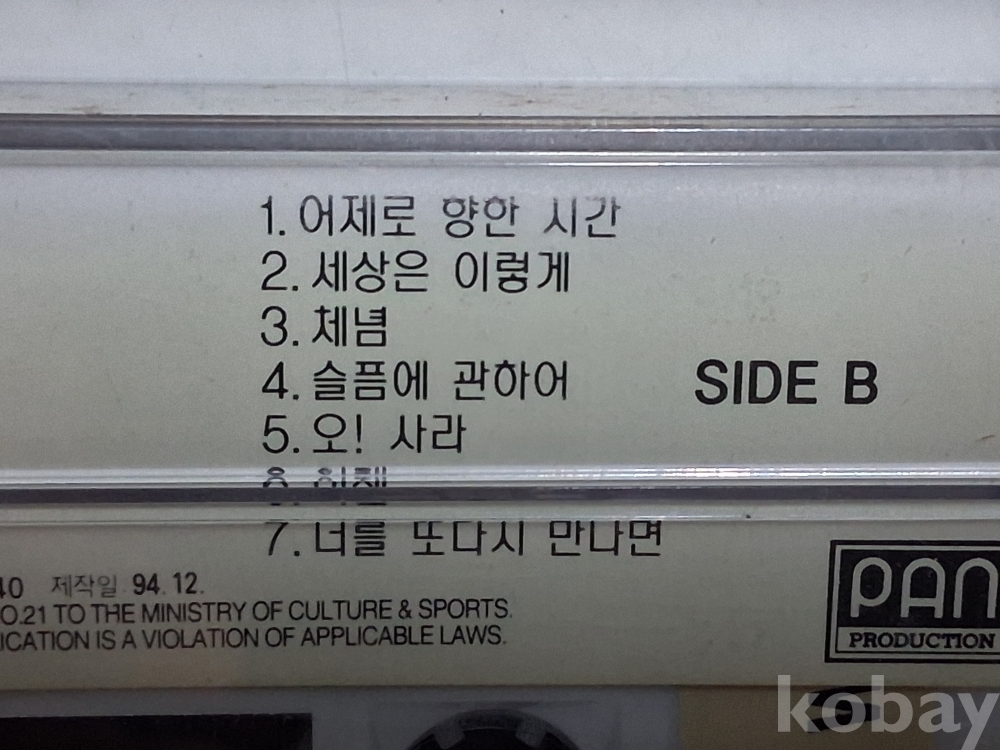 1. 어제로 향한 시간
2. 세상은 이렇게
3. 체념
4. 슬픔에 관하어
5. 오! 사라
SIDE B
7. 너를 또다시 만나면
40 제작일 94. 12.
O.21 TO THE MINISTRY OF CULTURE & SPORTS.
ICATION IS A VIOLATION OF APPLICABLE LAWS.
PAN
PRODUCTION
kobay